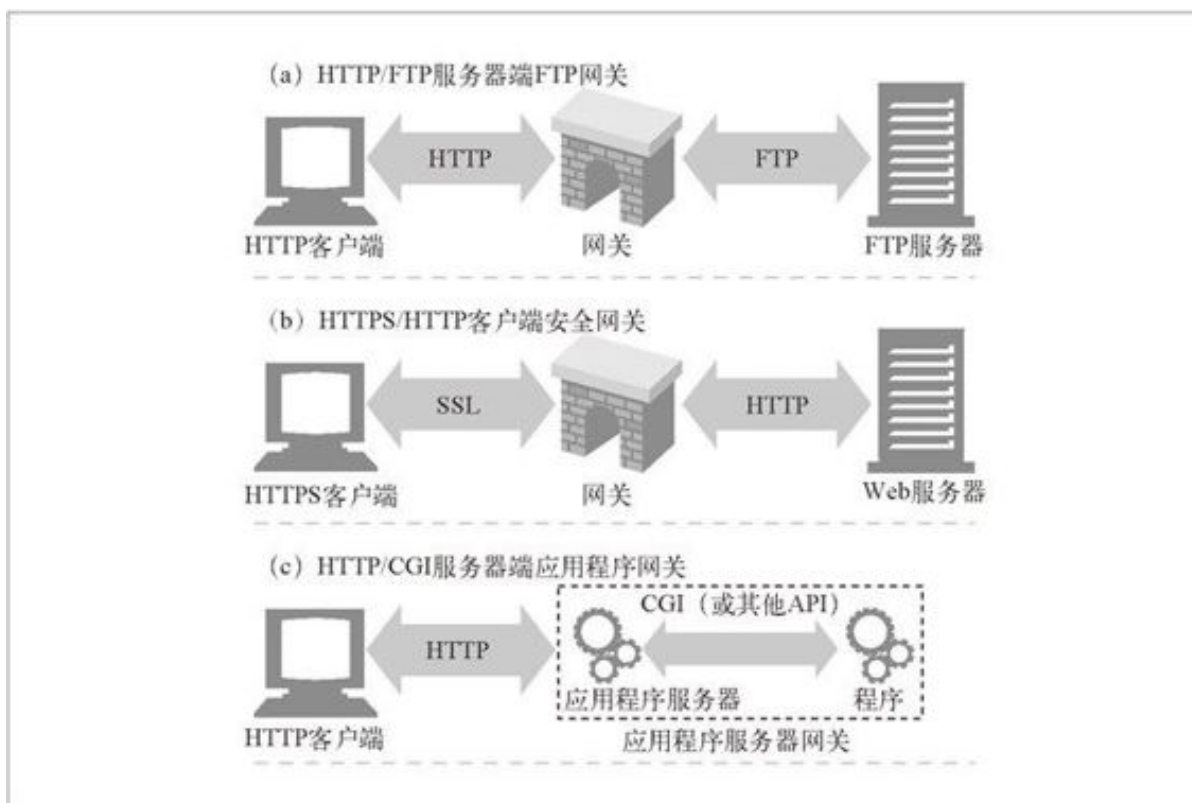 (a) HTTP/FTP服务器端FTP网关
HTTP
FTP
HTTP客户端
网关
FTP服务器
(b) HTTPS/HTTP客户端安全网关
SSL
HTTP
HTTPS客户端
网关
Web服务器
(c) HTTP/CGI服务器端应用程序网关
CGI（或其他API）
HTTP
应用程序服务器
程序
HTTP客户端
应用程序服务器网关